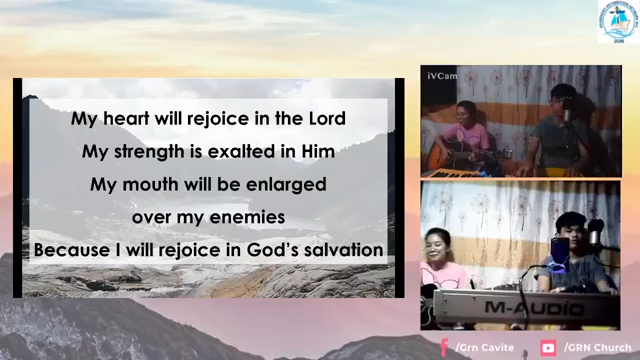 My heart will rejoice in the Lord
My strength is exalted in Him
My mouth will be enlarged
over my enemies
Because I will rejoice in God's salvation
iVCam
M-AUDIO
/Grn Cavite
/GRN Church